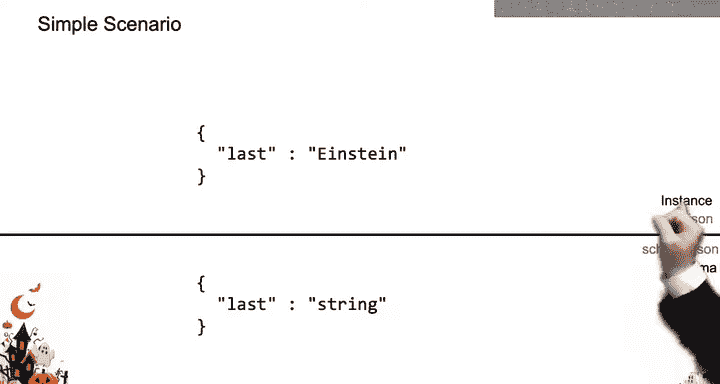 Simple Scenario
{
"last" : "Einstein"
}
Instance
{
"last" : "string"
}